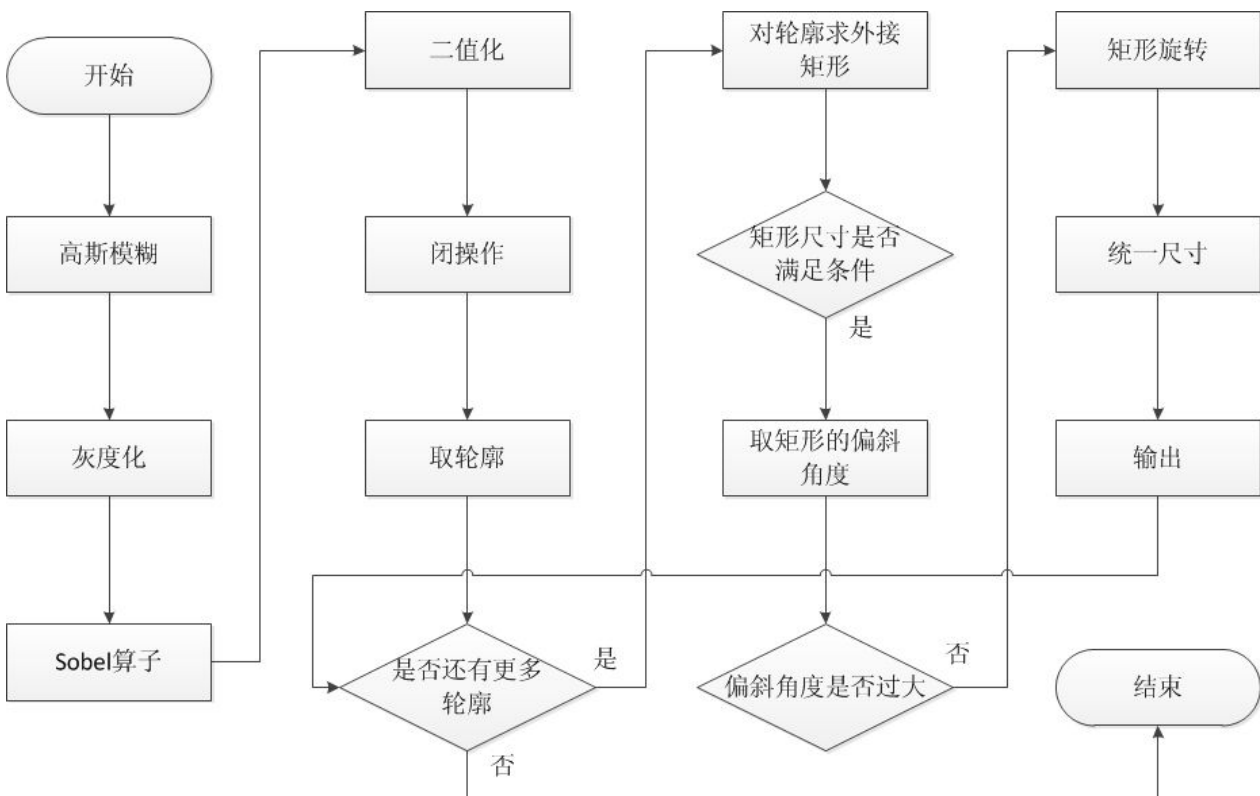 开始
高斯模糊
灰度化
Sobel算子
二值化
闭操作
取轮廓
是否还有更多
轮廓
是
否
对轮廓求外接
矩形
矩形尺寸是否
满足条件
是
取矩形的偏斜
角度
偏斜角度是否过大
否
矩形旋转
统一尺寸
输出
结束